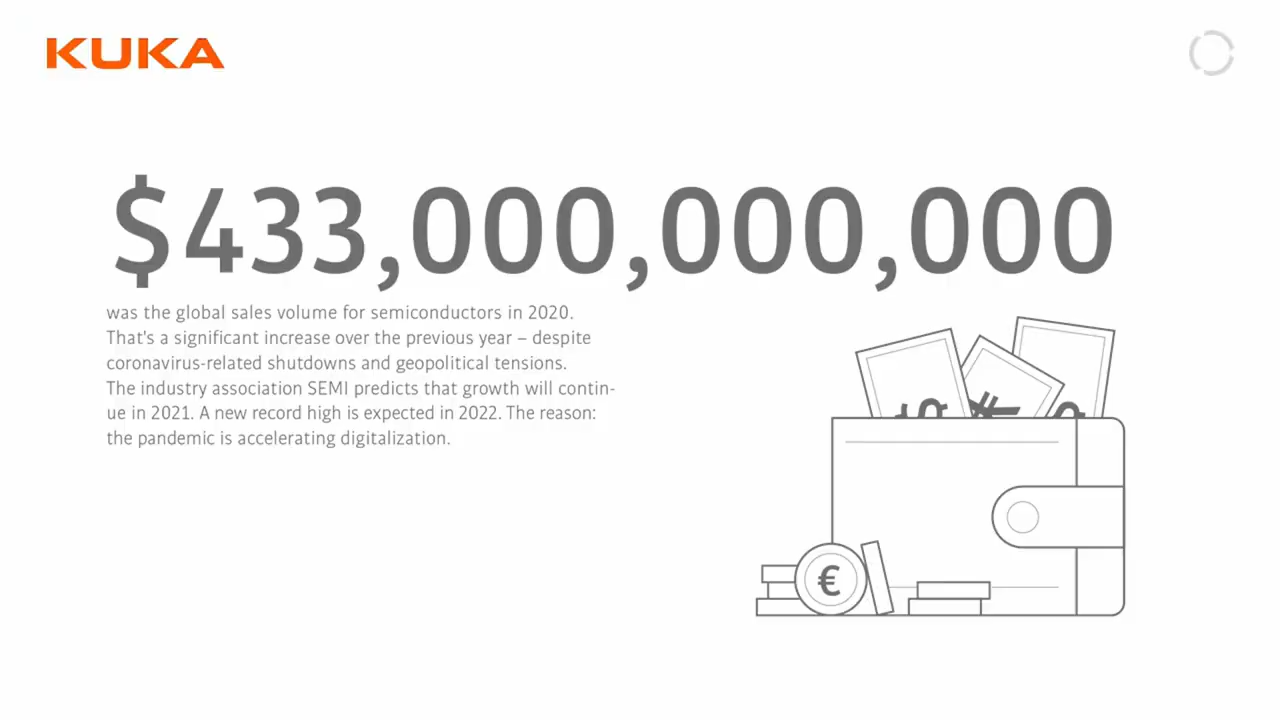 KUKA
$433,000,000,000
was the global sales volume for semiconductors in 2020.
That's a significant increase over the previous year – despite
coronavirus-related shutdowns and geopolitical tensions.
The industry association SEMI predicts that growth will contin-
ue in 2021. A new record high is expected in 2022. The reason:
the pandemic is accelerating digitalization.
€